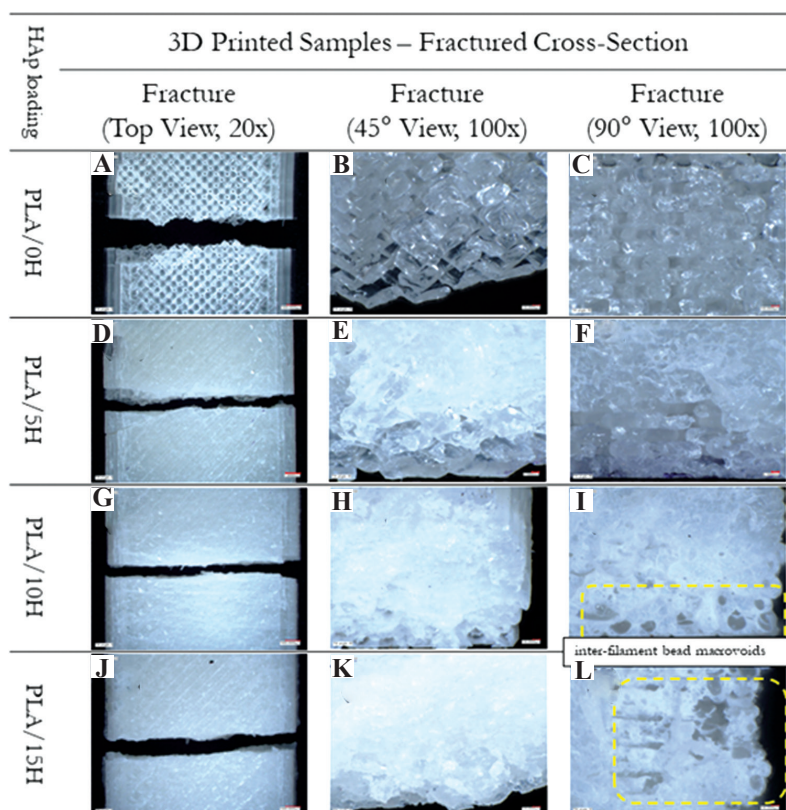 HAp loading
3D Printed Samples – Fractured Cross-Section
Fracture
(Top View, 20x)
Fracture
(45° View, 100x)
Fracture
(90° View, 100x)
PLA/0H
A
B
C
PLA/5H
D
E
F
PLA/10H
G
H
I
inter-filament bead macrovoids
PLA/15H
J
K
L